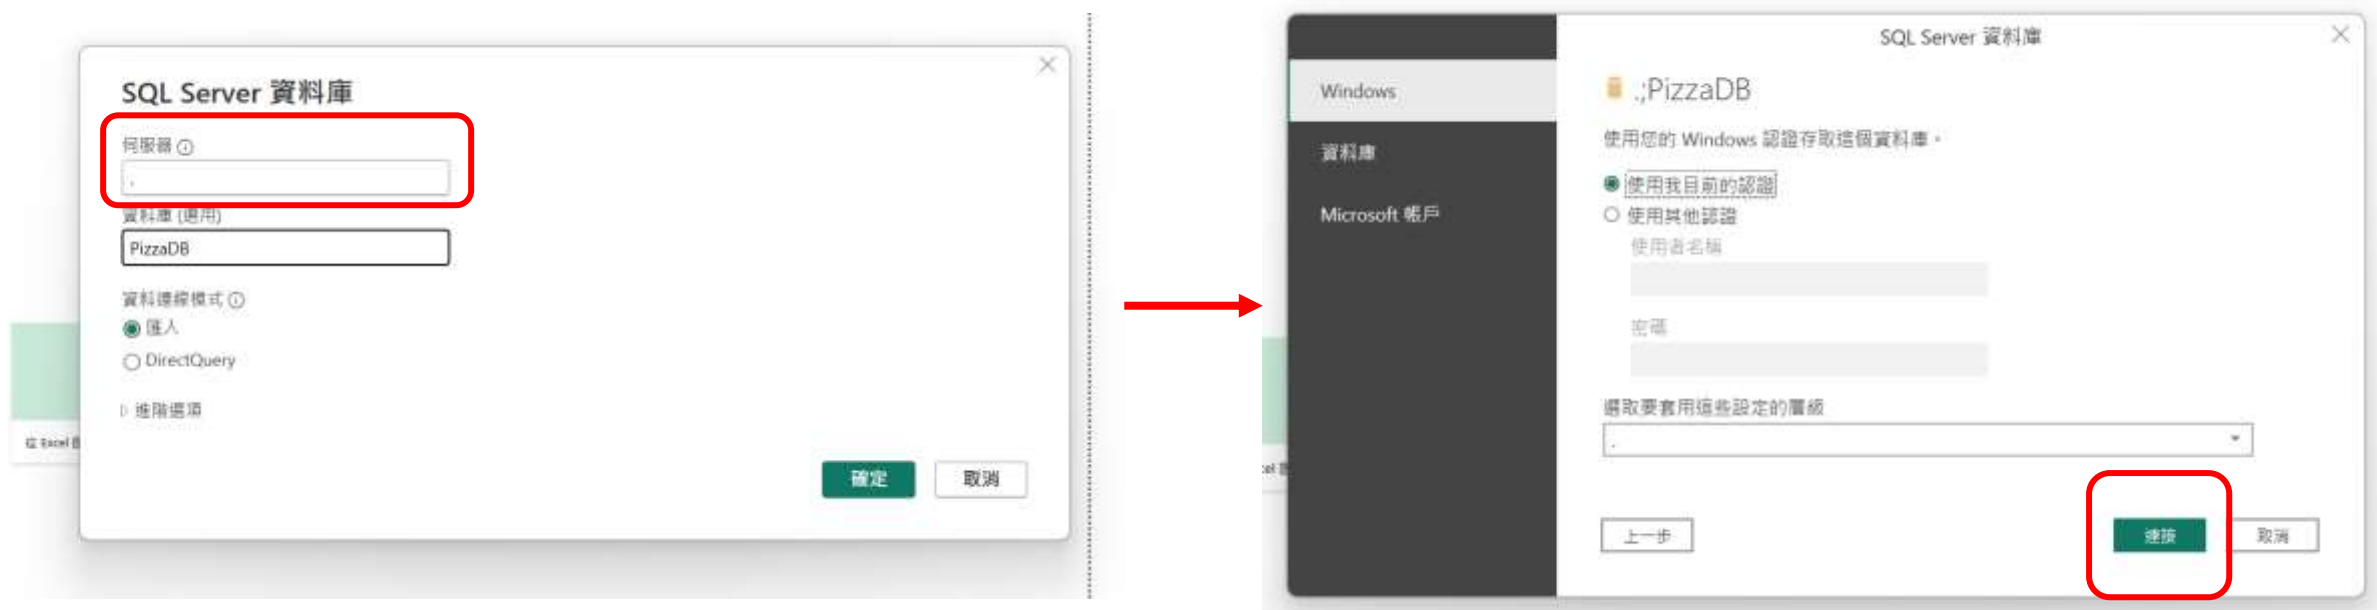 SQL Server 資料庫
伺服器
.
資料庫 (選用)
PizzaDB
資料連線模式
匯入
DirectQuery
進階選項
確定
取消
從 Excel
SQL Server 資料庫
Windows
資料庫
Microsoft 帳戶
.;PizzaDB
使用您的 Windows 認證存取這個資料庫。
使用我目前的認證
使用其他認證
使用者名稱
密碼
選取要套用這些設定的層級
.
上一步
連接
取消